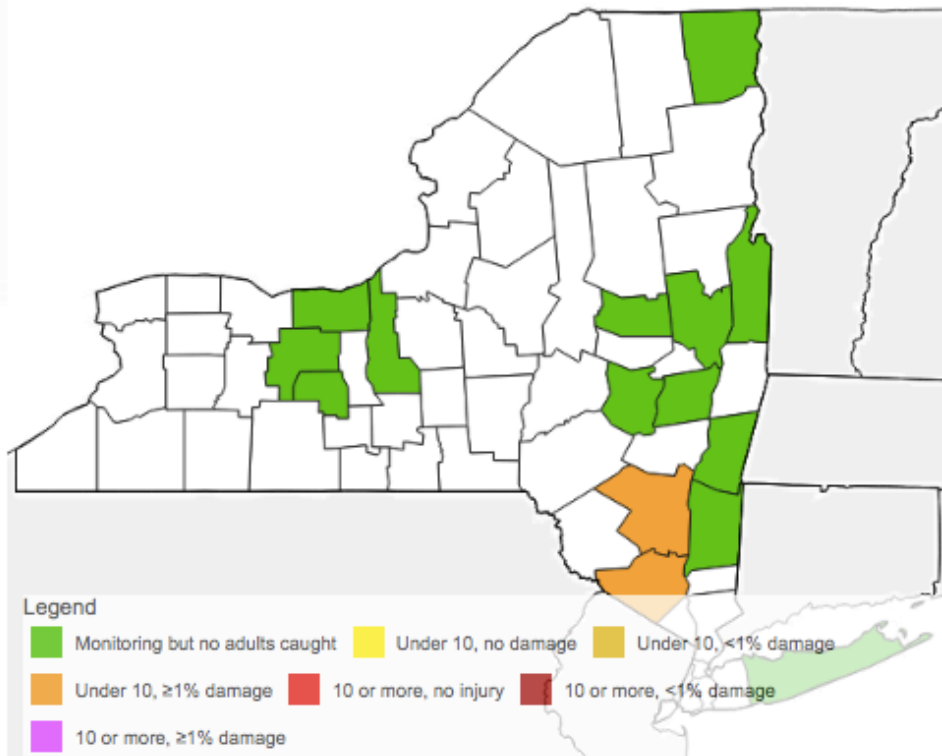 Legend
Monitoring but no adults caught Under 10, no damage Under 10, <1% damage
Under 10, ≥1% damage 10 or more, no injury 10 or more, <1% damage
10 or more, ≥1% damage